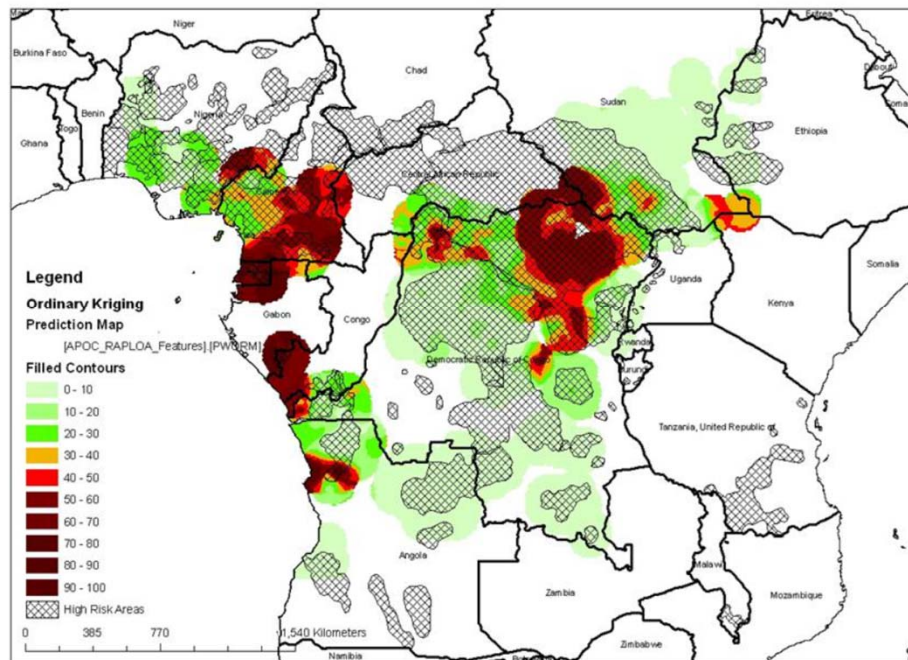 Niger
Eritrea
Burkina Faso
Chad
Sudan
Benin
Togo
Ghana
Nigeria
Ethiopia
Central African Republic
Somalia
Uganda
Kenya
Gabon
Congo
Rwanda
Democratic Republic of Congo
Tanzania, United Republic of
Angola
Zambia
Malawi
Mozambique
Zimbabwe
Namibia
Legend
Ordinary Kriging
Prediction Map
[APOC_RAPLOA_Features].[PWORM]
Filled Contours
0 - 10
10 - 20
20 - 30
30 - 40
40 - 50
50 - 60
60 - 70
70 - 80
80 - 90
90 - 100
High Risk Areas
0 385 770 1,540 Kilometers